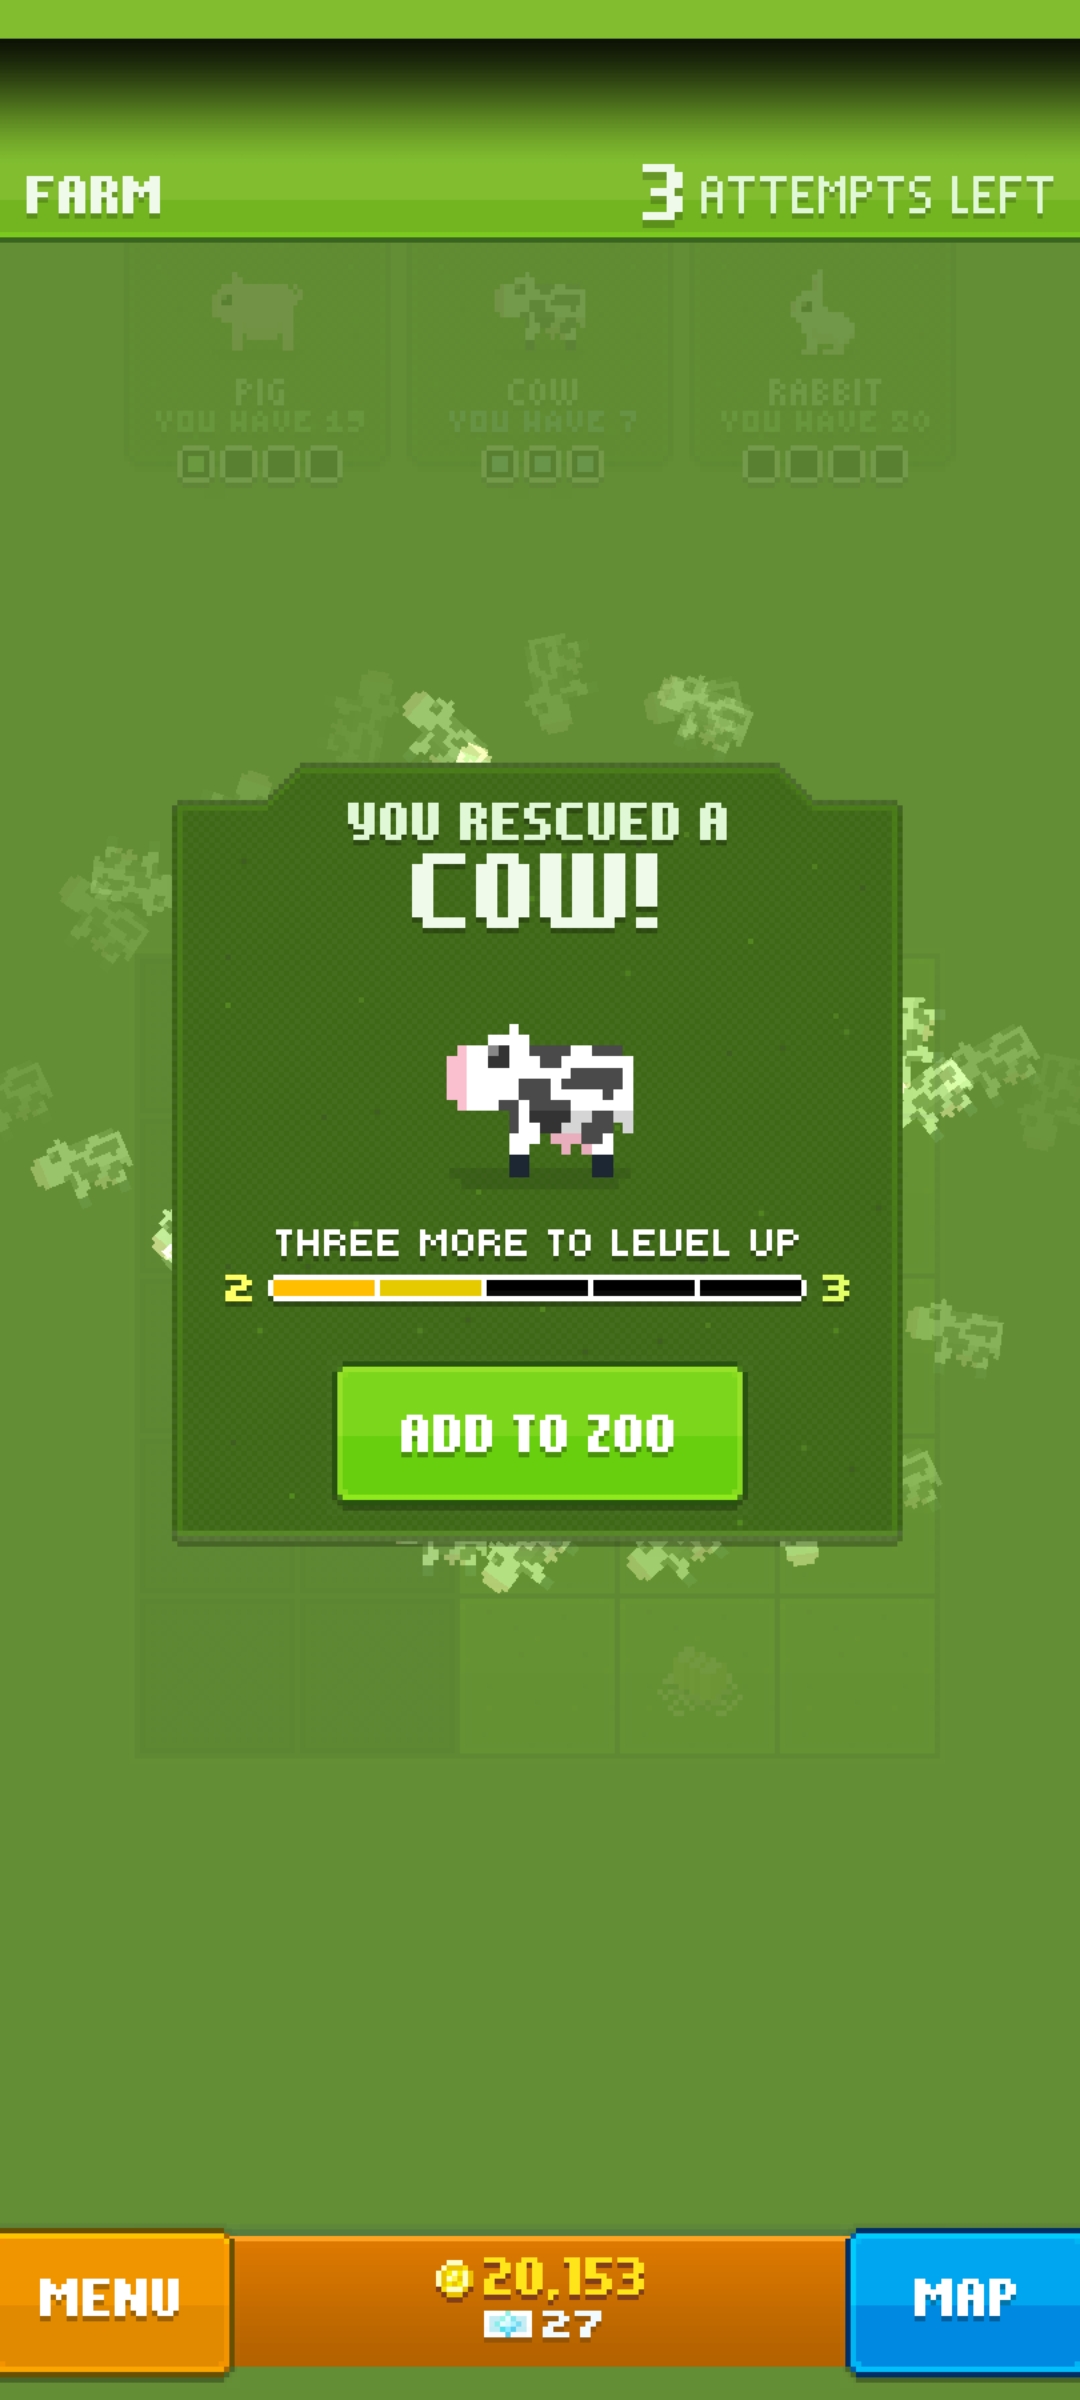 FARM
3 ATTEMPTS LEFT
PIG
COW
RABBIT
YOU HAVE 19
YOU HAVE 7
YOU HAVE 20
YOU RESCUED A
COW!
THREE MORE TO LEVEL UP
2
3
ADD TO ZOO
MENU
20,153
27
MAP